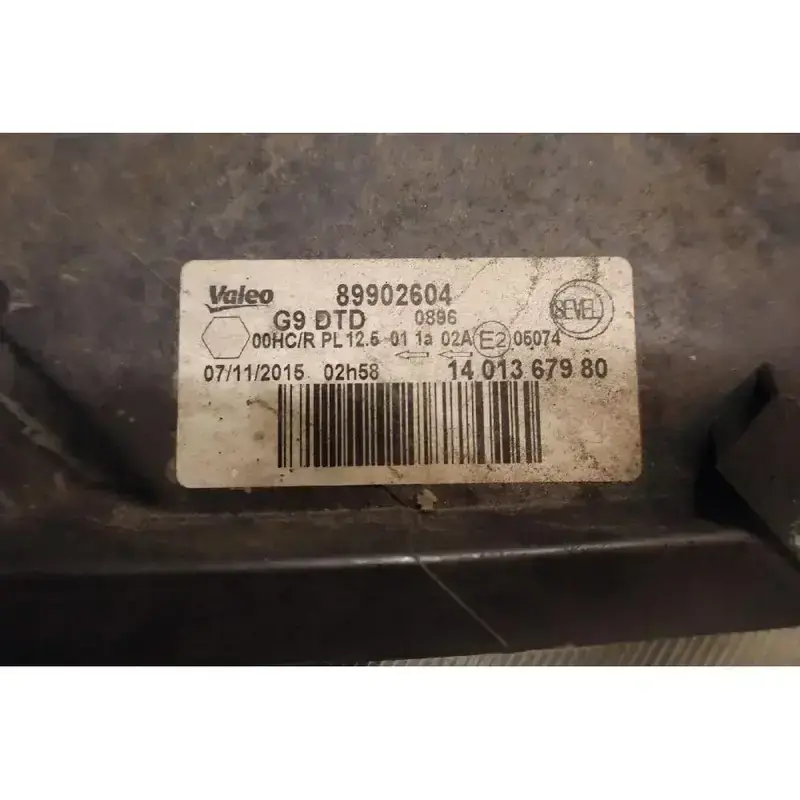 Valeo 89902604
G9 DTD 0896 SEVEL
00HC/R PL 12.5 01 1a 02A E2 05074
07/11/2015 02h58 14 013 679 80